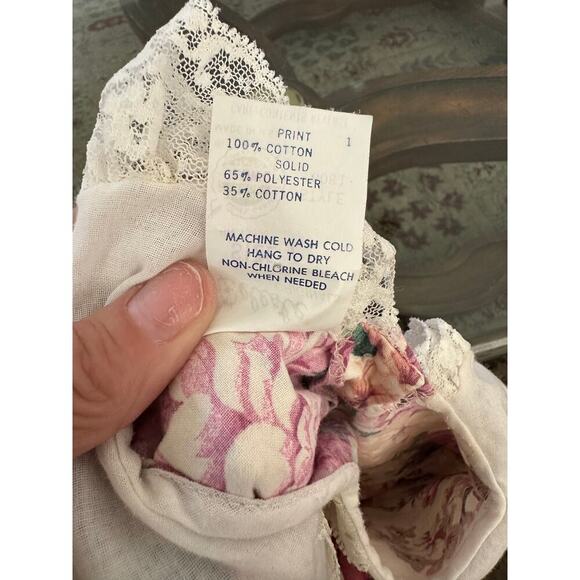 PRINT 1
100% COTTON
SOLID
65% POLYESTER
35% COTTON
MACHINE WASH COLD
HANG TO DRY
NON-CHLORINE BLEACH
WHEN NEEDED